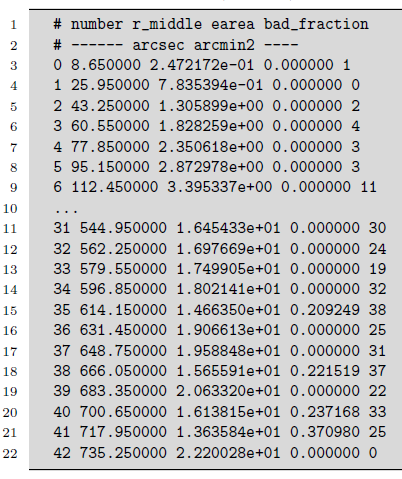 1 # number r_middle earea bad_fraction
2 # ------ arcsec arcmin2 ----
3 0 8.650000 2.472172e-01 0.000000 1
4 1 25.950000 7.835394e-01 0.000000 0
5 2 43.250000 1.305899e+00 0.000000 2
6 3 60.550000 1.828259e+00 0.000000 4
7 4 77.850000 2.350618e+00 0.000000 3
8 5 95.150000 2.872978e+00 0.000000 3
9 6 112.450000 3.395337e+00 0.000000 11
10 ...
11 31 544.950000 1.645433e+01 0.000000 30
12 32 562.250000 1.697669e+01 0.000000 24
13 33 579.550000 1.749905e+01 0.000000 19
14 34 596.850000 1.802141e+01 0.000000 32
15 35 614.150000 1.466350e+01 0.209249 38
16 36 631.450000 1.906613e+01 0.000000 25
17 37 648.750000 1.958848e+01 0.000000 31
18 38 666.050000 1.565591e+01 0.221519 37
19 39 683.350000 2.063320e+01 0.000000 22
20 40 700.650000 1.613815e+01 0.237168 33
21 41 717.950000 1.363584e+01 0.370980 25
22 42 735.250000 2.220028e+01 0.000000 0